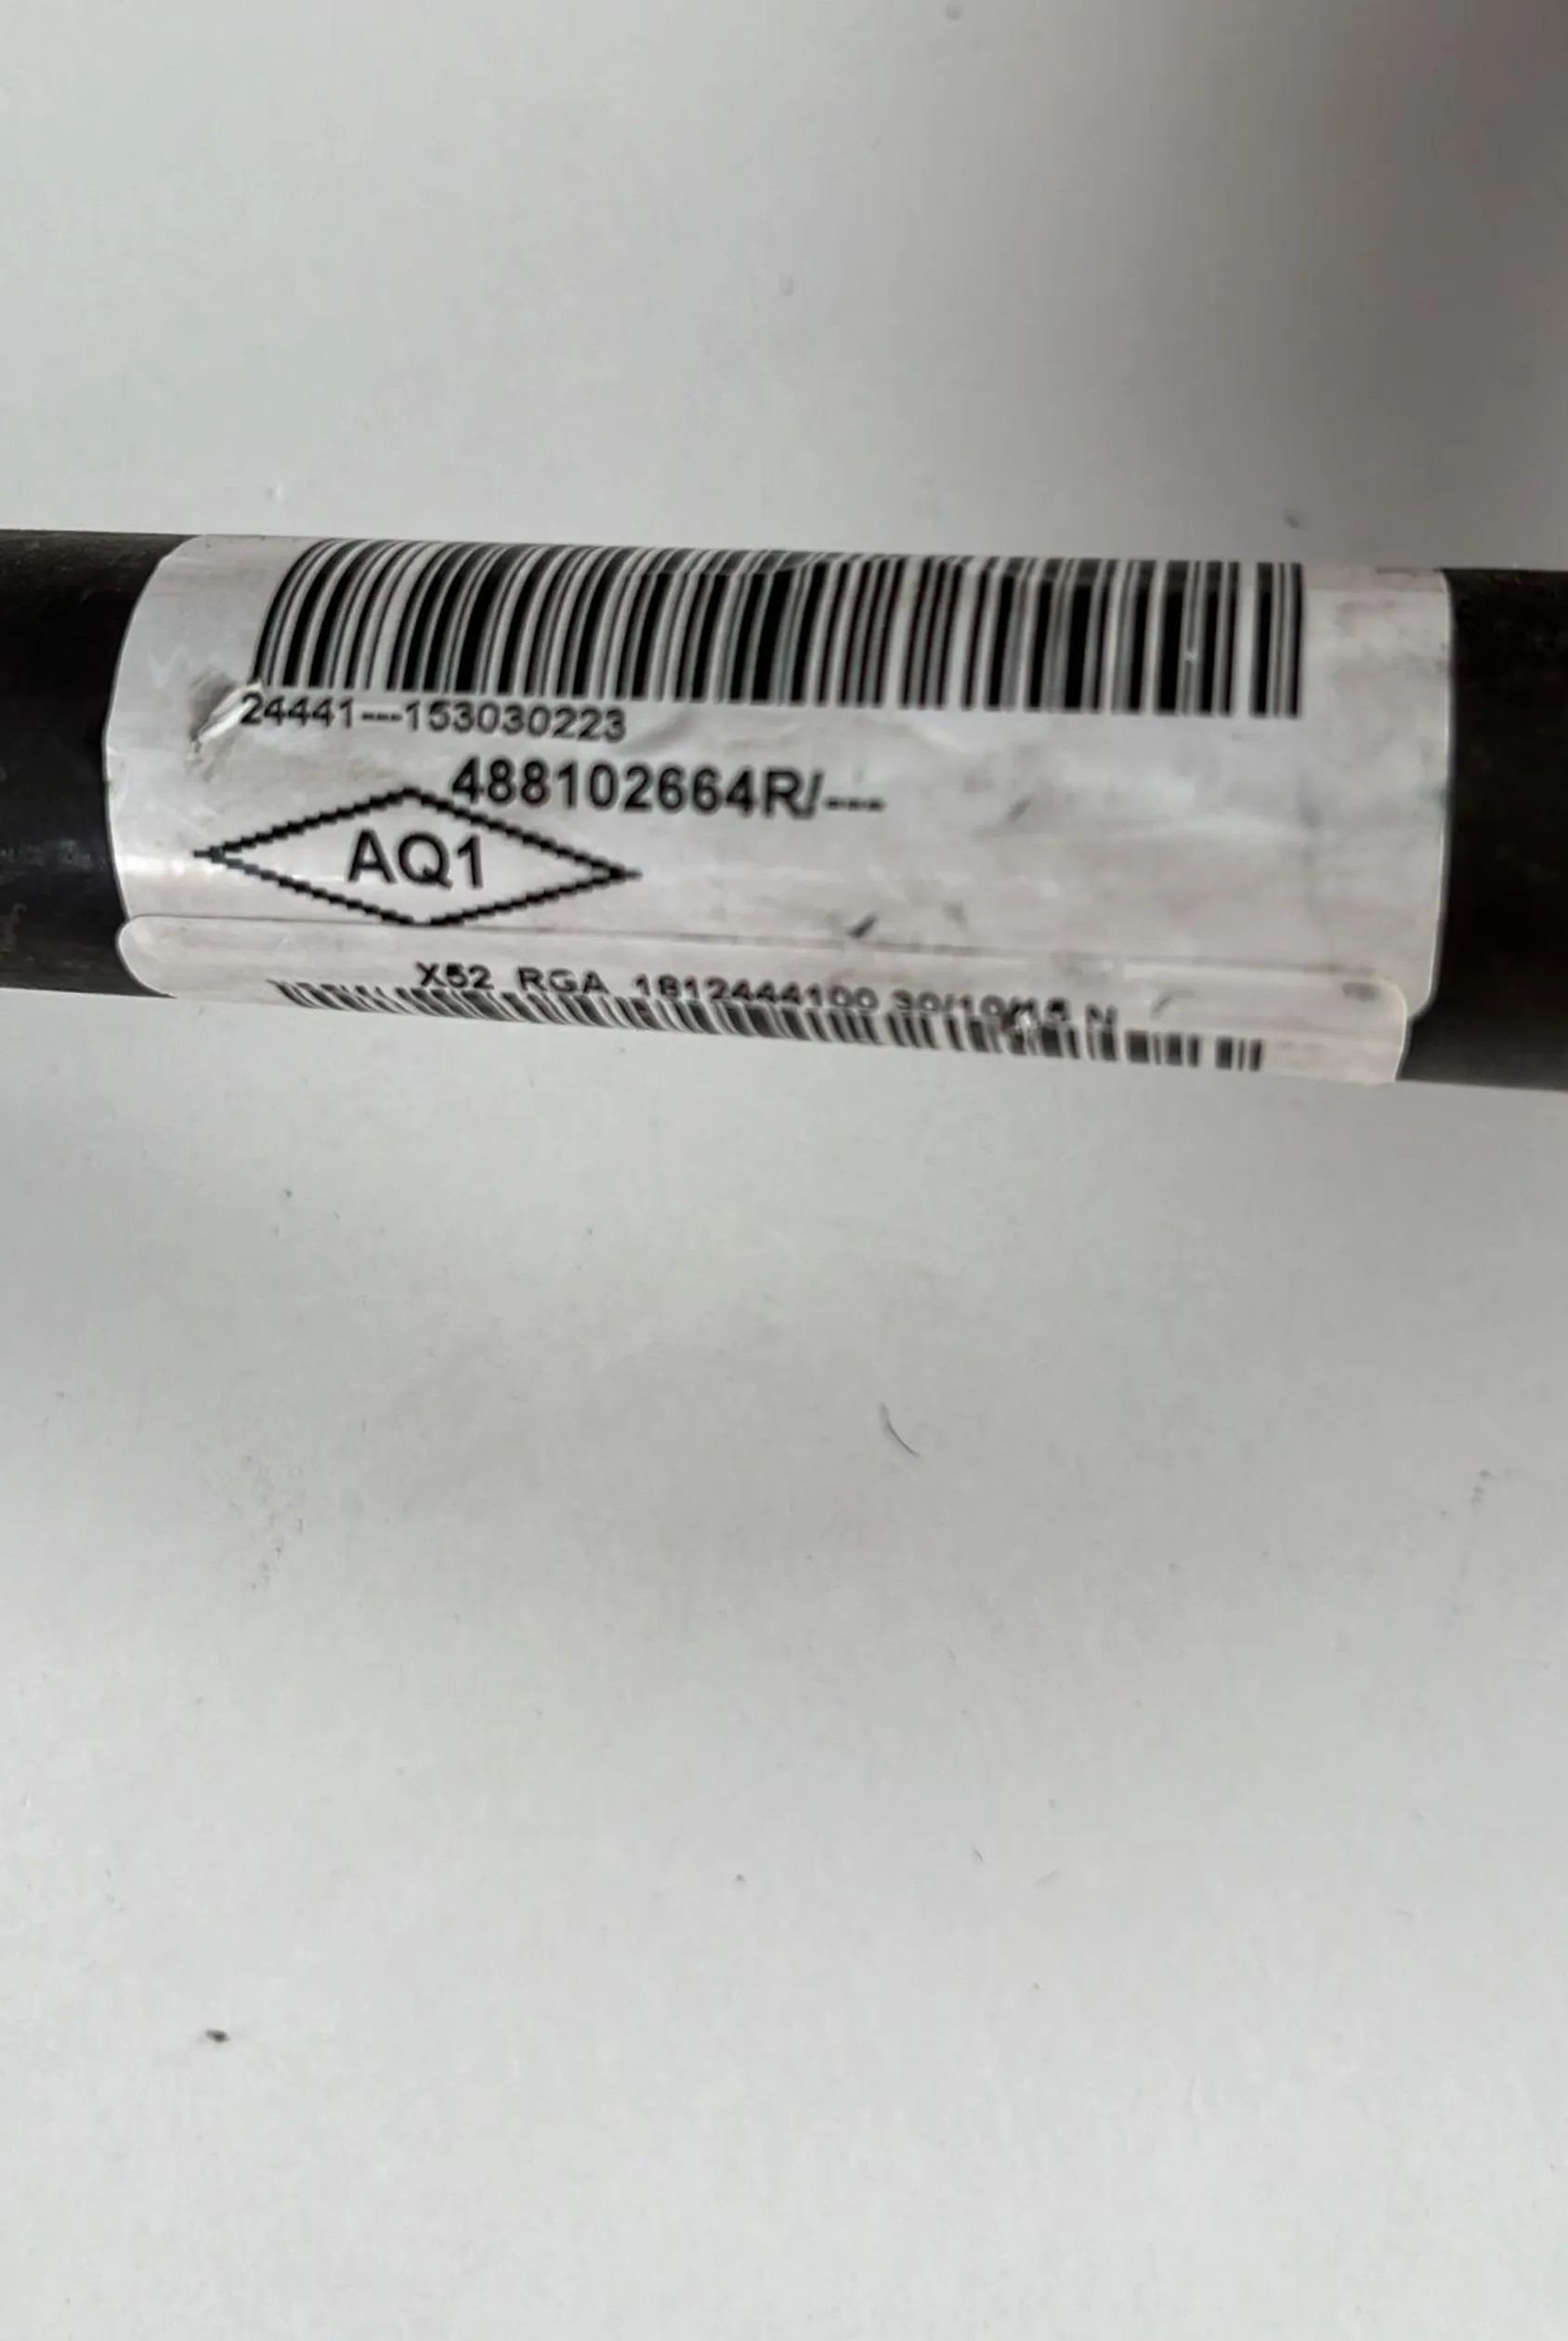 24441---153030223
488102664R/---
AQ1
X52 RGA 1812444100 30/10/15 N